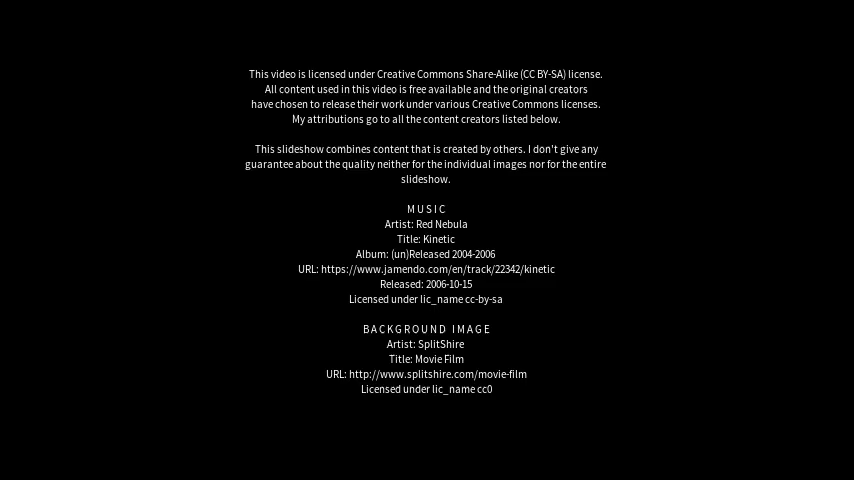 This video is licensed under Creative Commons Share-Alike (CC BY-SA) license.
All content used in this video is free available and the original creators
have chosen to release their work under various Creative Commons licenses.
My attributions go to all the content creators listed below.
This slideshow combines content that is created by others. I don't give any
guarantee about the quality neither for the individual images nor for the entire
slideshow.
MUSIC
Artist: Red Nebula
Title: Kinetic
Album: (un)Released 2004-2006
URL: https://www.jamendo.com/en/track/22342/kinetic
Released: 2006-10-15
Licensed under lic_name cc-by-sa
BACKGROUND IMAGE
Artist: SplitShire
Title: Movie Film
URL: http://www.splitshire.com/movie-film
Licensed under lic_name cc0